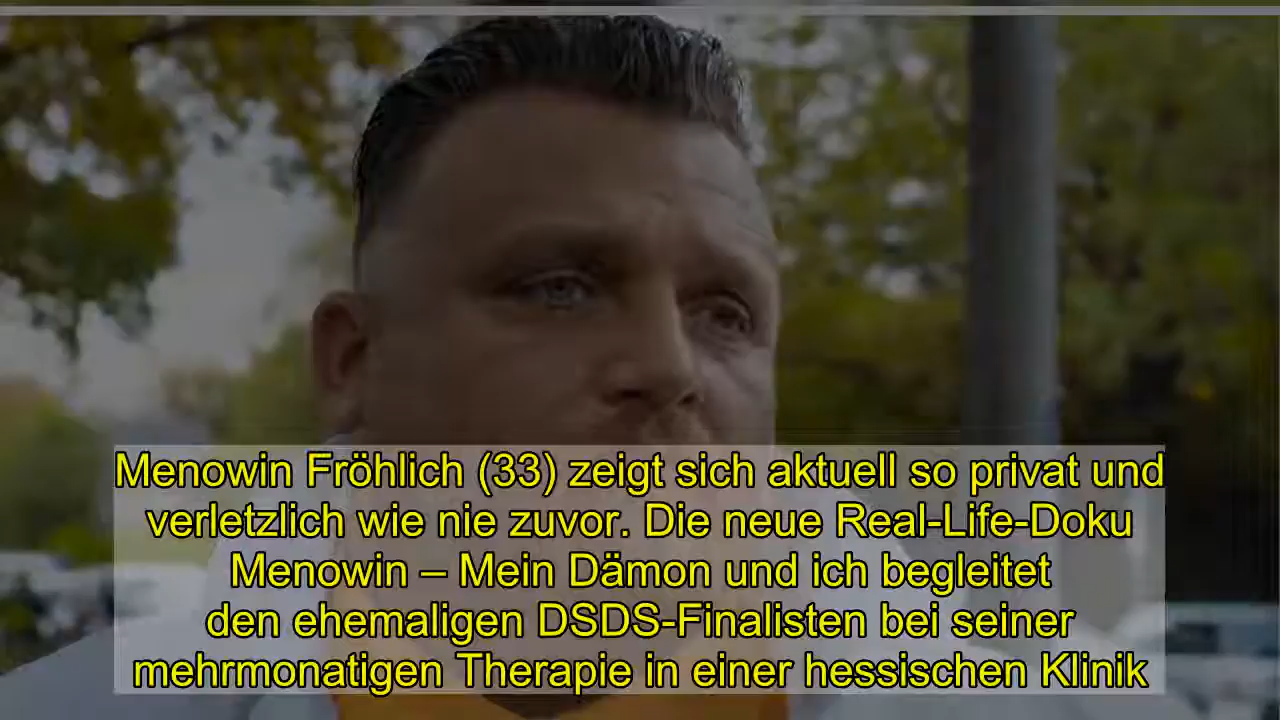 Menowin Fröhlich (33) zeigt sich aktuell so privat und
verletzlich wie nie zuvor. Die neue Real-Life-Doku
Menowin – Mein Dämon und ich begleitet
den ehemaligen DSDS-Finalisten bei seiner
mehrmonatigen Therapie in einer hessischen Klinik